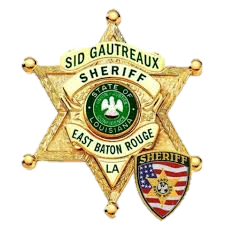 SID GAUTREAUX
SHERIFF
STATE OF
LOUISIANA
EAST BATON ROUGE
LA
SHERIFF